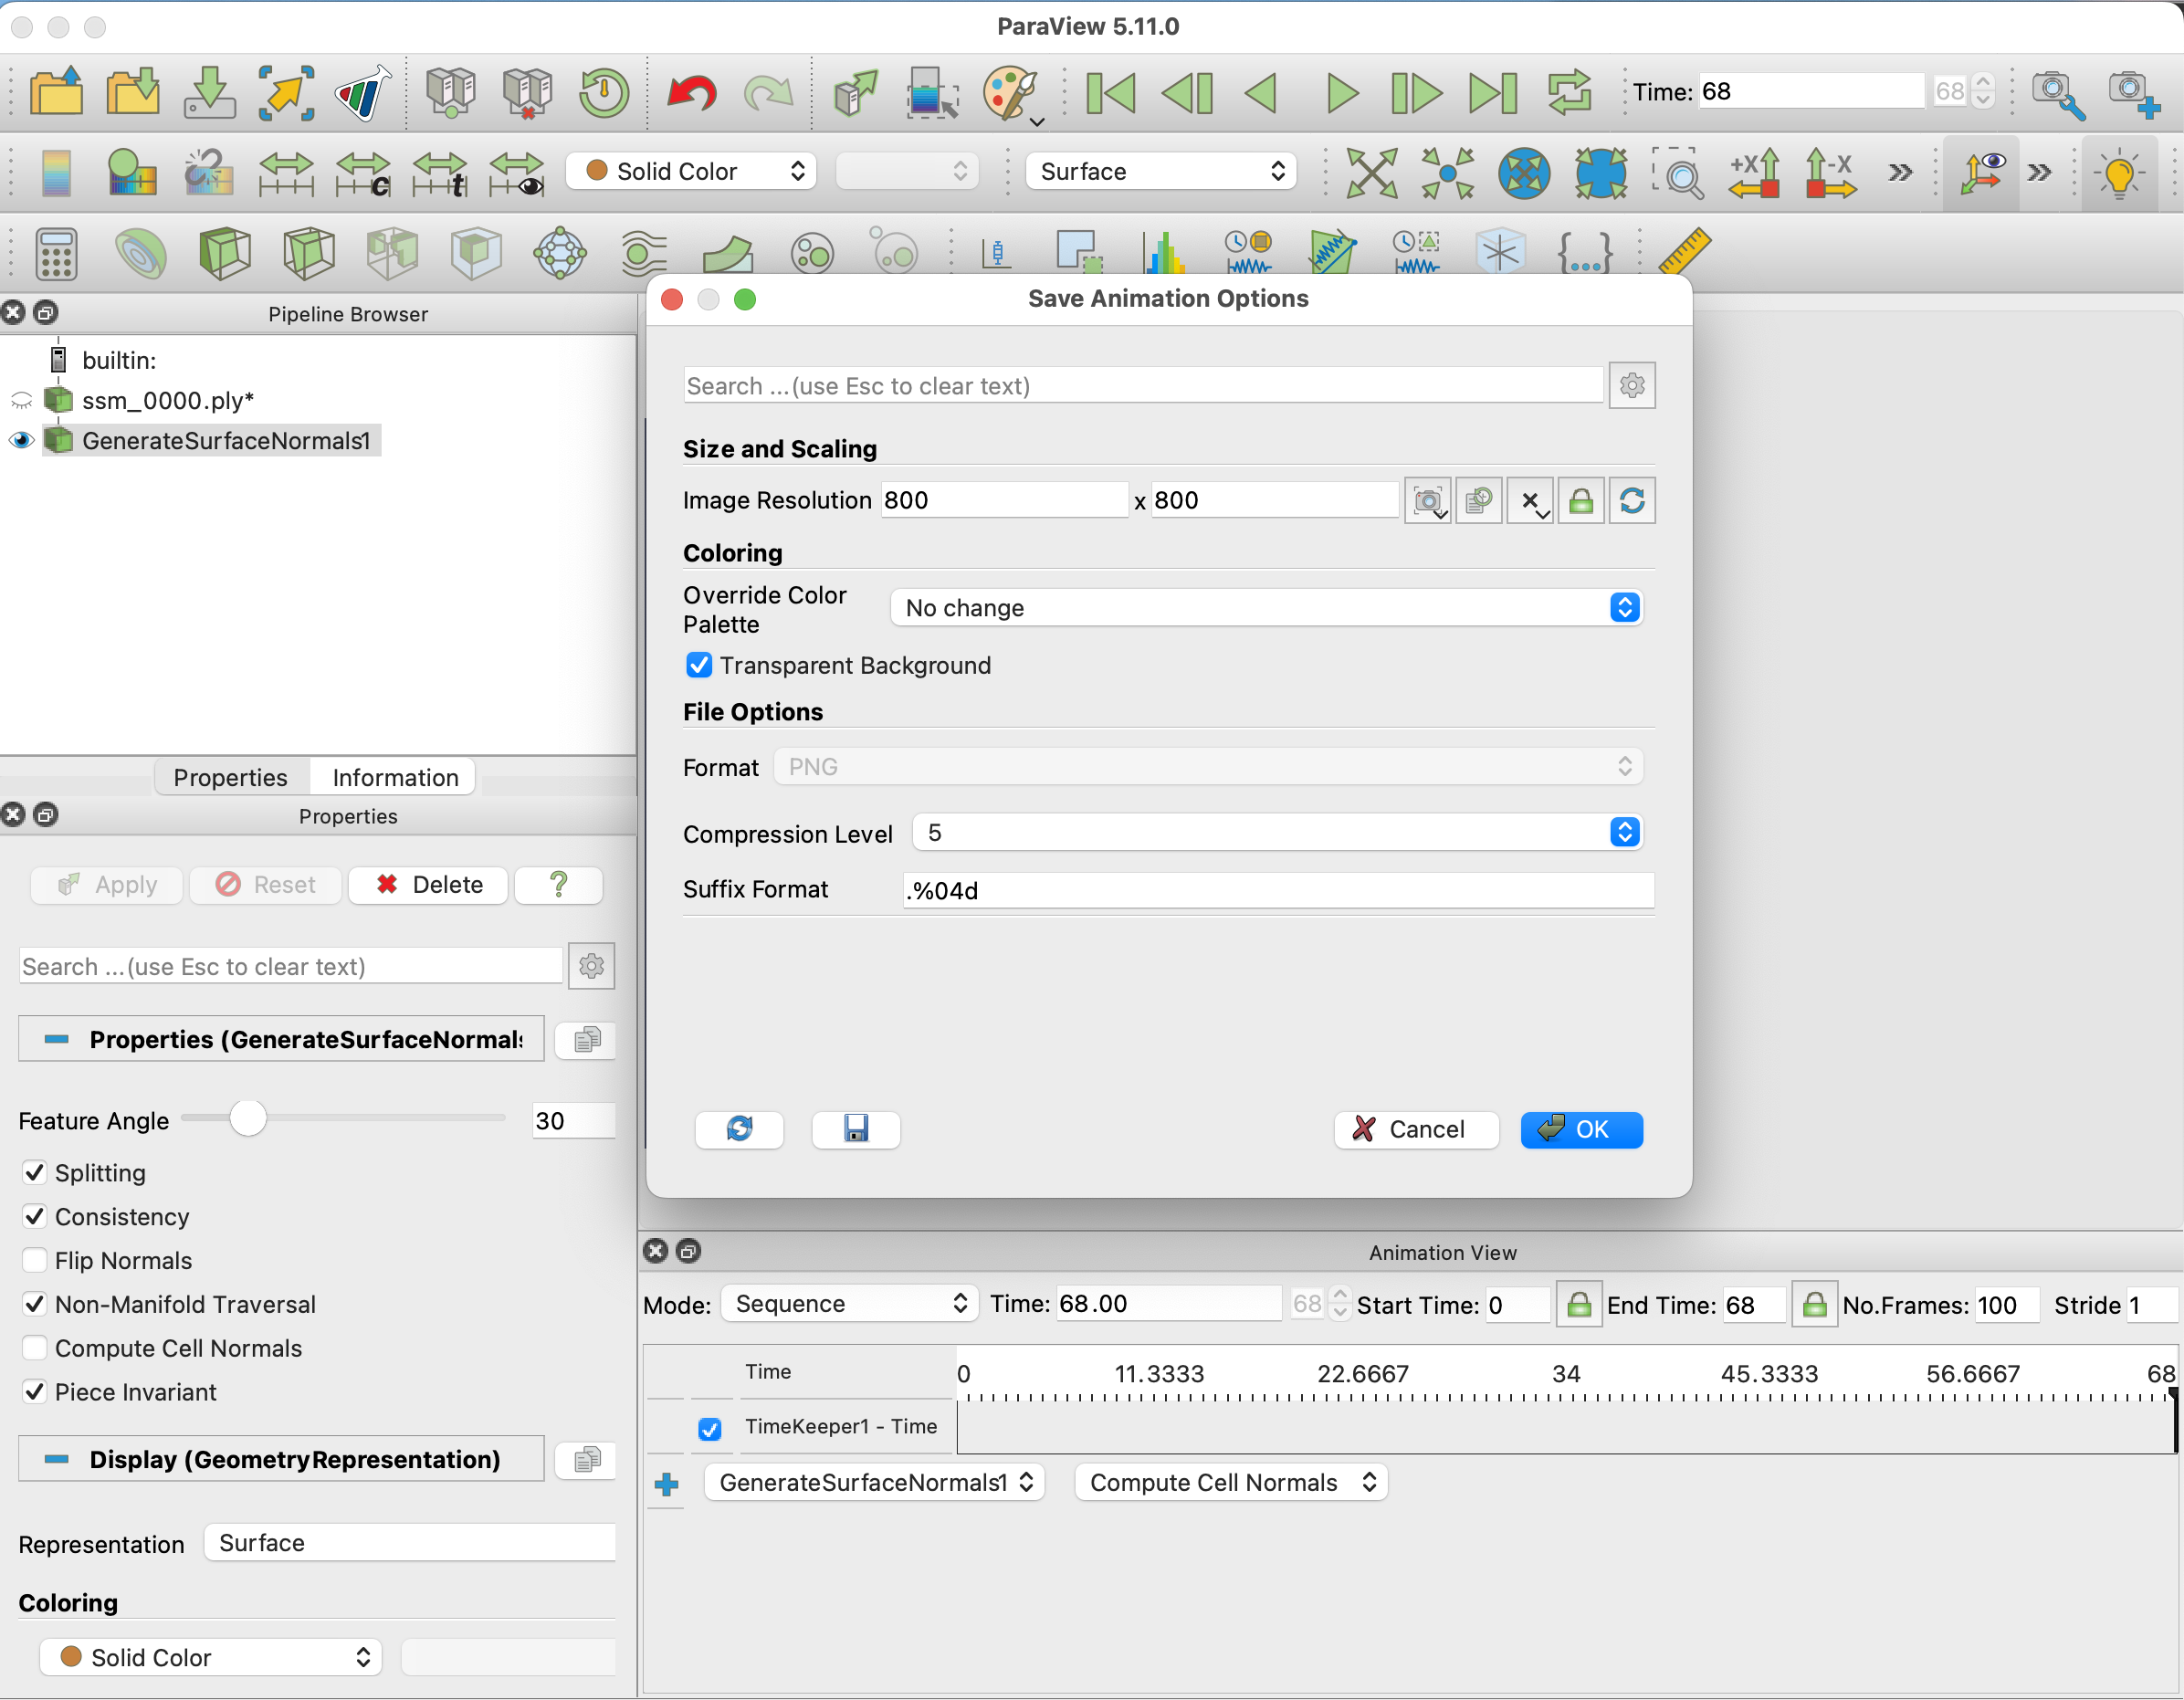 ParaView 5.11.0
Time: 68 68
c t Solid Color Surface +X -X »  »
Pipeline Browser
builtin:
ssm_0000.ply*
GenerateSurfaceNormals1
Properties Information
Properties
Apply Reset Delete ?
Search ...(use Esc to clear text)
Properties (GenerateSurfaceNormals
Feature Angle 30
Splitting
Consistency
Flip Normals
Non-Manifold Traversal
Compute Cell Normals
Piece Invariant
Display (GeometryRepresentation)
Representation Surface
Coloring
Solid Color
Save Animation Options
Search ...(use Esc to clear text)
Size and Scaling
Image Resolution 800 x 800
Coloring
Override Color
Palette
No change
Transparent Background
File Options
Format PNG
Compression Level 5
Suffix Format .%04d
Cancel OK
Animation View
Mode: Sequence Time: 68.00 68 Start Time: 0 End Time: 68 No.Frames: 100 Stride 1
Time 0 11.3333 22.6667 34 45.3333 56.6667 68
TimeKeeper1 - Time
GenerateSurfaceNormals1 Compute Cell Normals